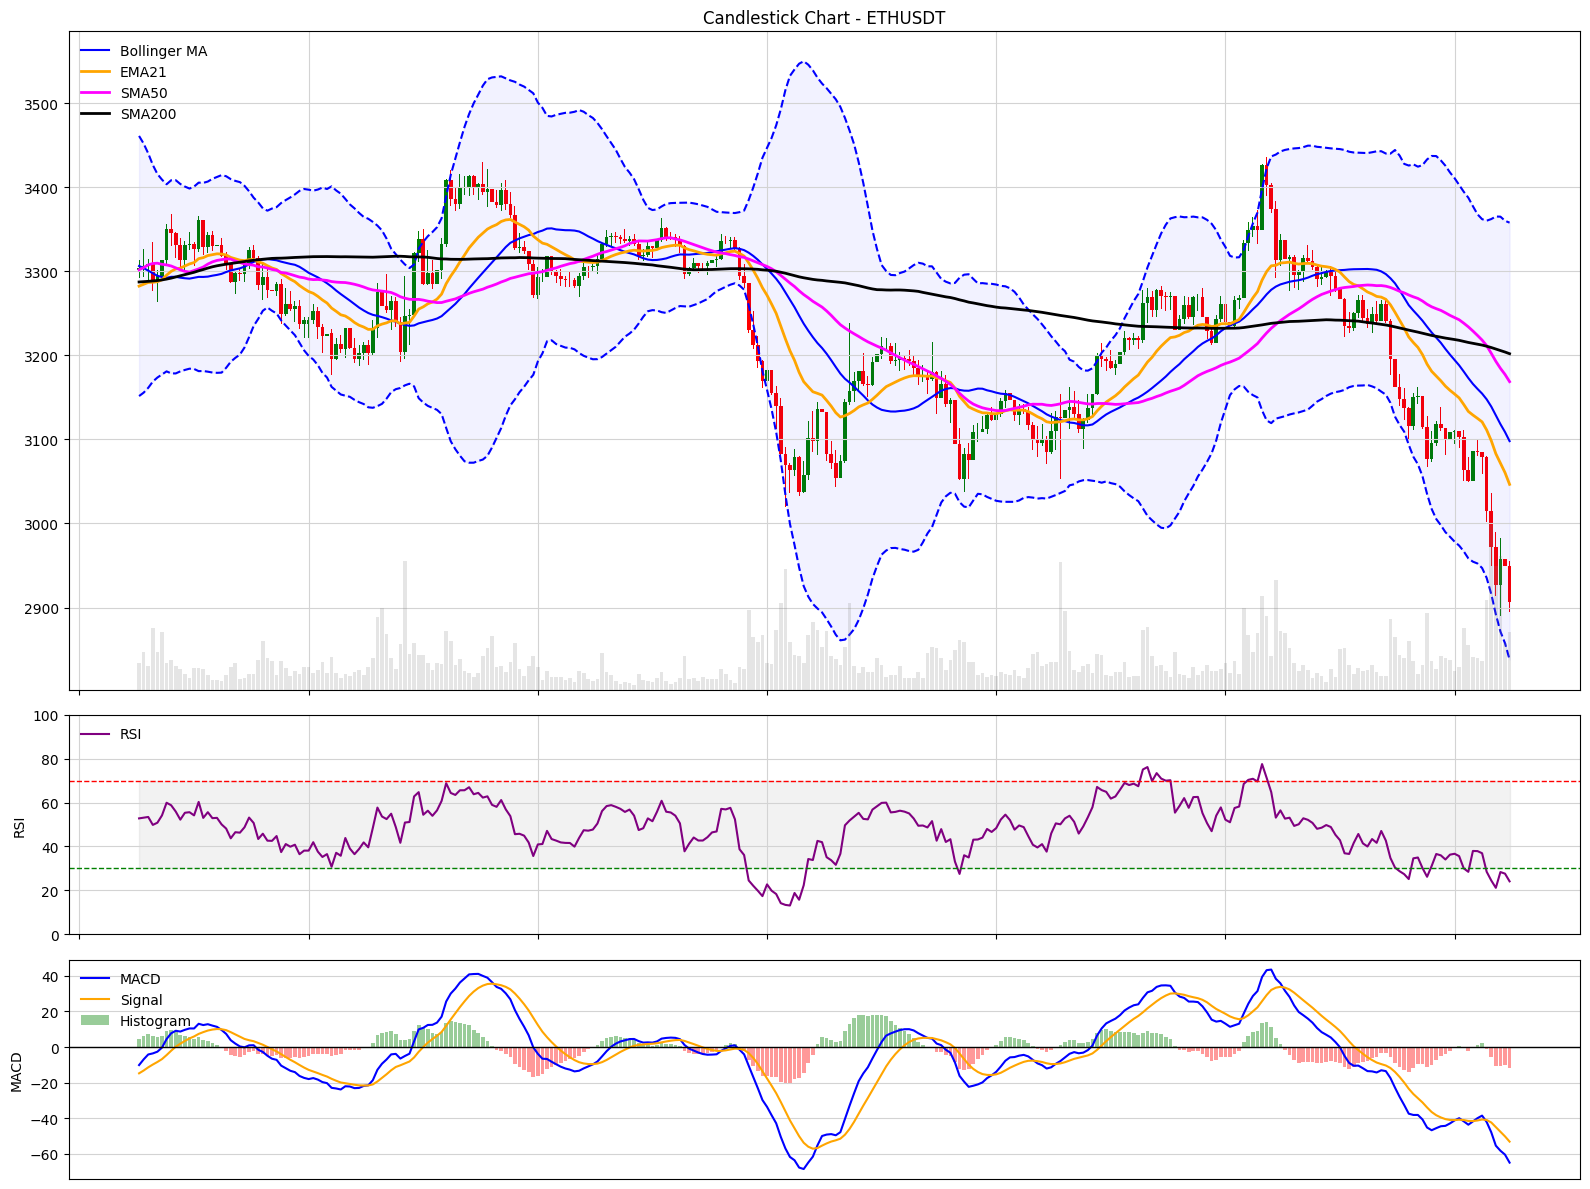 Candlestick Chart - ETHUSDT
Bollinger MA
EMA21
SMA50
SMA200
3500
3400
3300
3200
3100
3000
2900
RSI
100
80
60
40
20
0
RSI
MACD
Signal
Histogram
40
20
0
−20
−40
−60
MACD